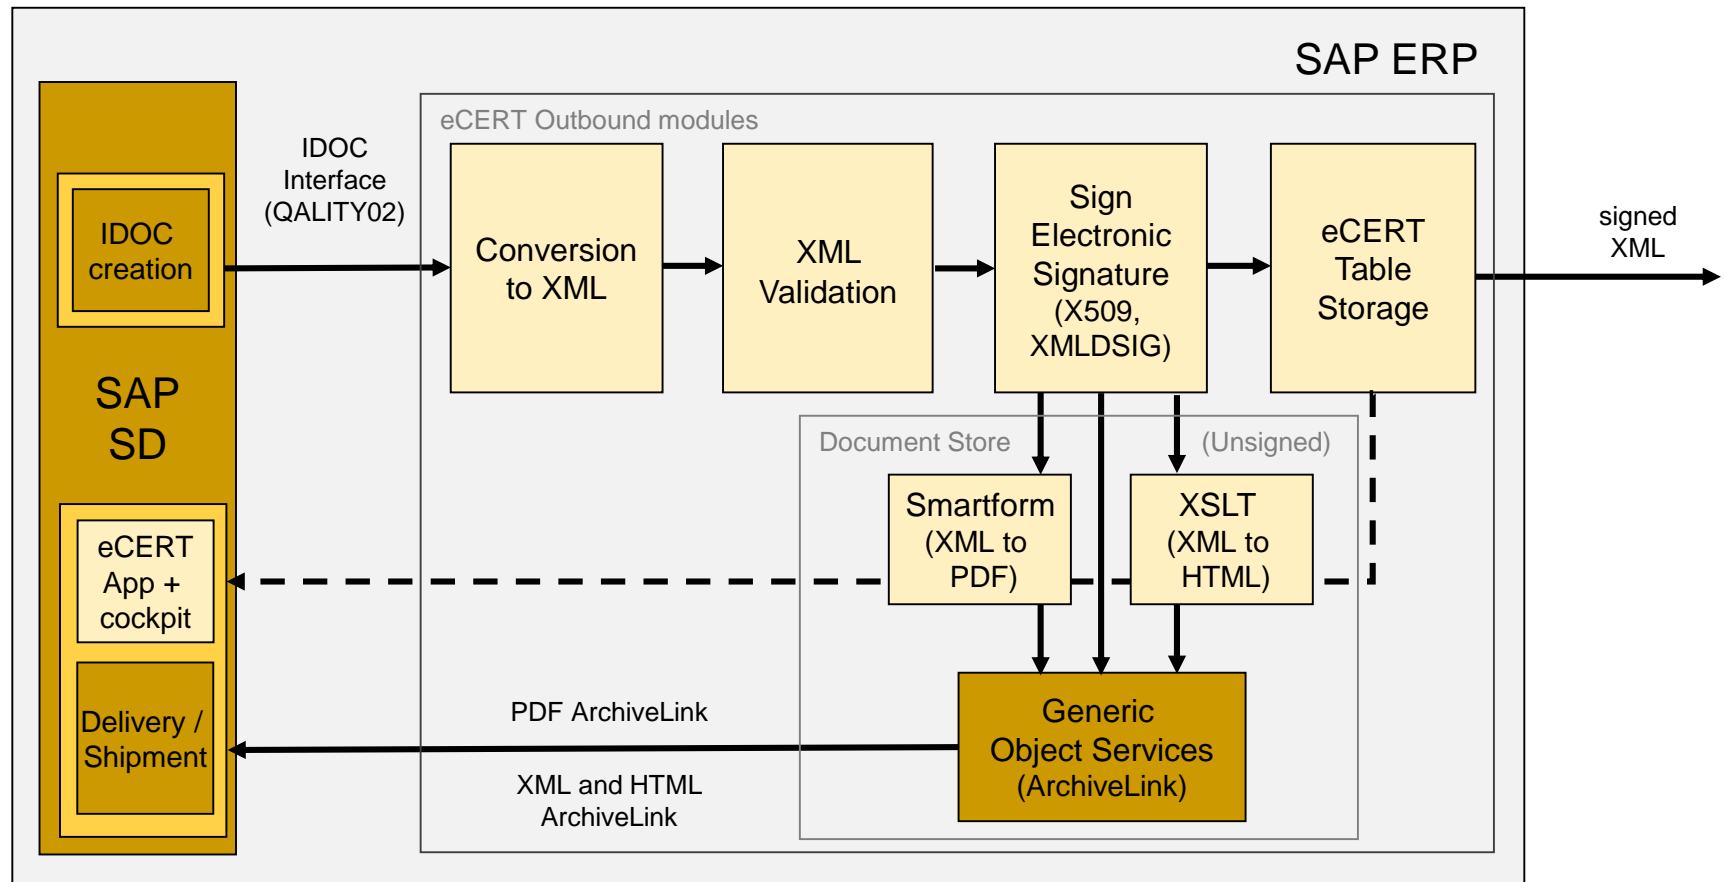 SAP ERP
eCERT Outbound modules
IDOC
Interface
(QALITY02)
IDOC
creation
Conversion
to XML
XML
Validation
Sign
Electronic
Signature
(X509,
XMLDSIG)
eCERT
Table
Storage
signed
XML
SAP
SD
Document Store
(Unsigned)
Smartform
(XML to
PDF)
XSLT
(XML to
HTML)
eCERT
App +
cockpit
Delivery /
Shipment
PDF ArchiveLink
XML and HTML
ArchiveLink
Generic
Object Services
(ArchiveLink)